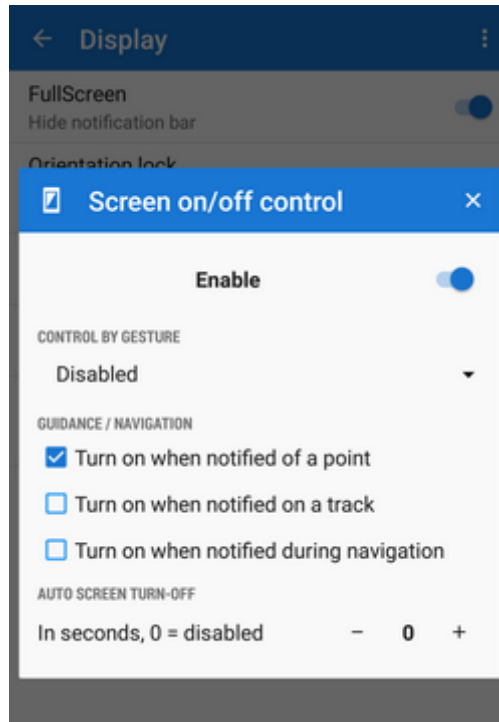 Display
FullScreen
Hide notification bar
Orientation lock
Screen on/off control
Enable
CONTROL BY GESTURE
Disabled
GUIDANCE / NAVIGATION
Turn on when notified of a point
Turn on when notified on a track
Turn on when notified during navigation
AUTO SCREEN TURN-OFF
In seconds, 0 = disabled - 0 +